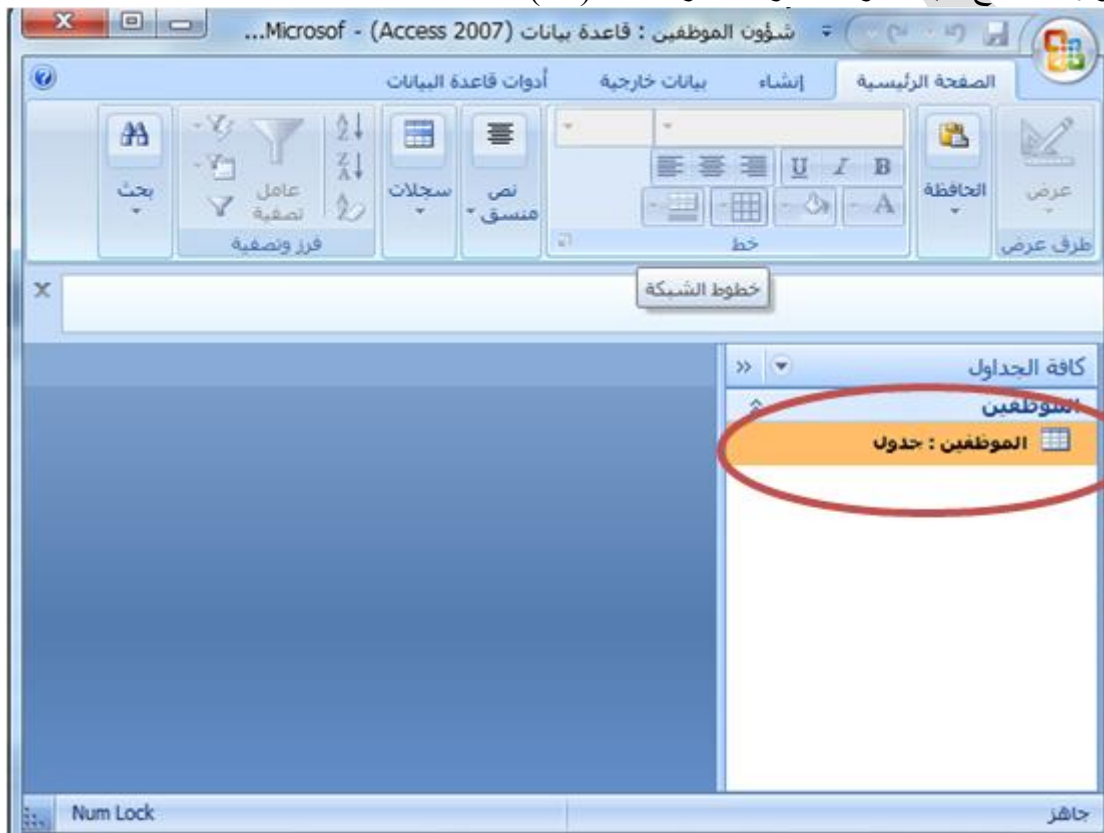 شؤون الموظفين : قاعدة بيانات (Access 2007) - Microsof...
الصفحة الرئيسية إنشاء بيانات خارجية أدوات قاعدة البيانات
عرض
طرق عرض
الحافظة
B I U
A
خط
نص منسق
سجلات
عامل تصفية
فرز وتصفية
بحث
خطوط الشبكة
كافة الجداول
الموظفين
الموظفين : جدول
جاهز
Num Lock